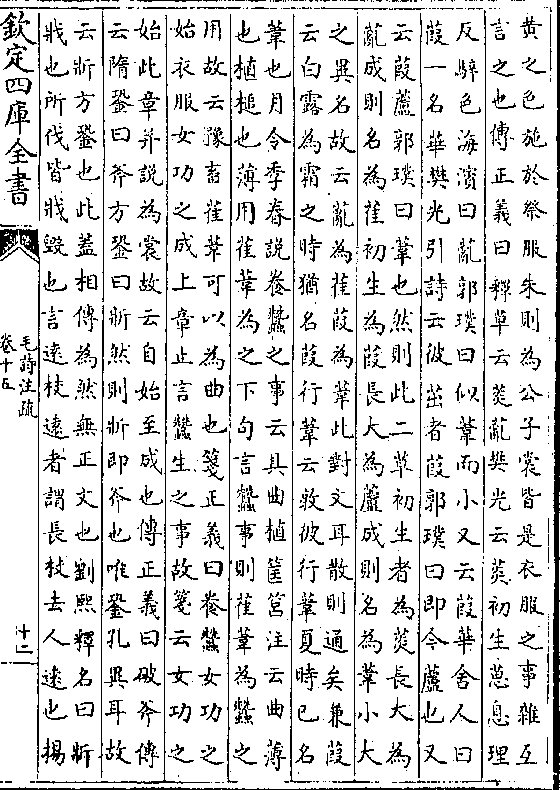 黄之色施於祭服朱則為公子裳皆是衣服之事雜互
言之也傳正義曰釋草云菼薍樊光云菼初生葸息理
反騂色海濱曰薍郭璞曰似葦而小又云葭華舍人曰
葭一名華樊光引詩云彼茁者葭郭璞曰即今蘆也又
云葭蘆郭璞曰葦也然則此二草初生者為菼長大為
薍成則名為萑初生為葭長大為蘆成則名為葦小大
之異名故云薍為萑葭為葦此對文耳散則通矣蒹葭
云白露為霜之時猶名葭行葦云敦彼行葦夏時已名
葦也月令季春說養蠶之事云具曲植筐筥注云曲薄
也植槌也薄用萑葦為之下句言蠶事則萑葦為蠶之
用故云豫畜萑葦可以為曲也箋正義曰養蠶女功之
始衣服女功之成上章止言蠶生之事故箋云女功之
始此章并說為裳故云自始至成也傳正義曰破斧傳
云隋銎曰斧方銎曰斨然則斨即斧也唯銎孔異耳故
云斨方銎也此蓋相傳為然無正文也劉熙釋名曰斨
戕也所伐皆戕毁也言遠枝遠者謂長枝去人遠也揚
欽定四庫全書
毛詩注疏
卷十五
十二